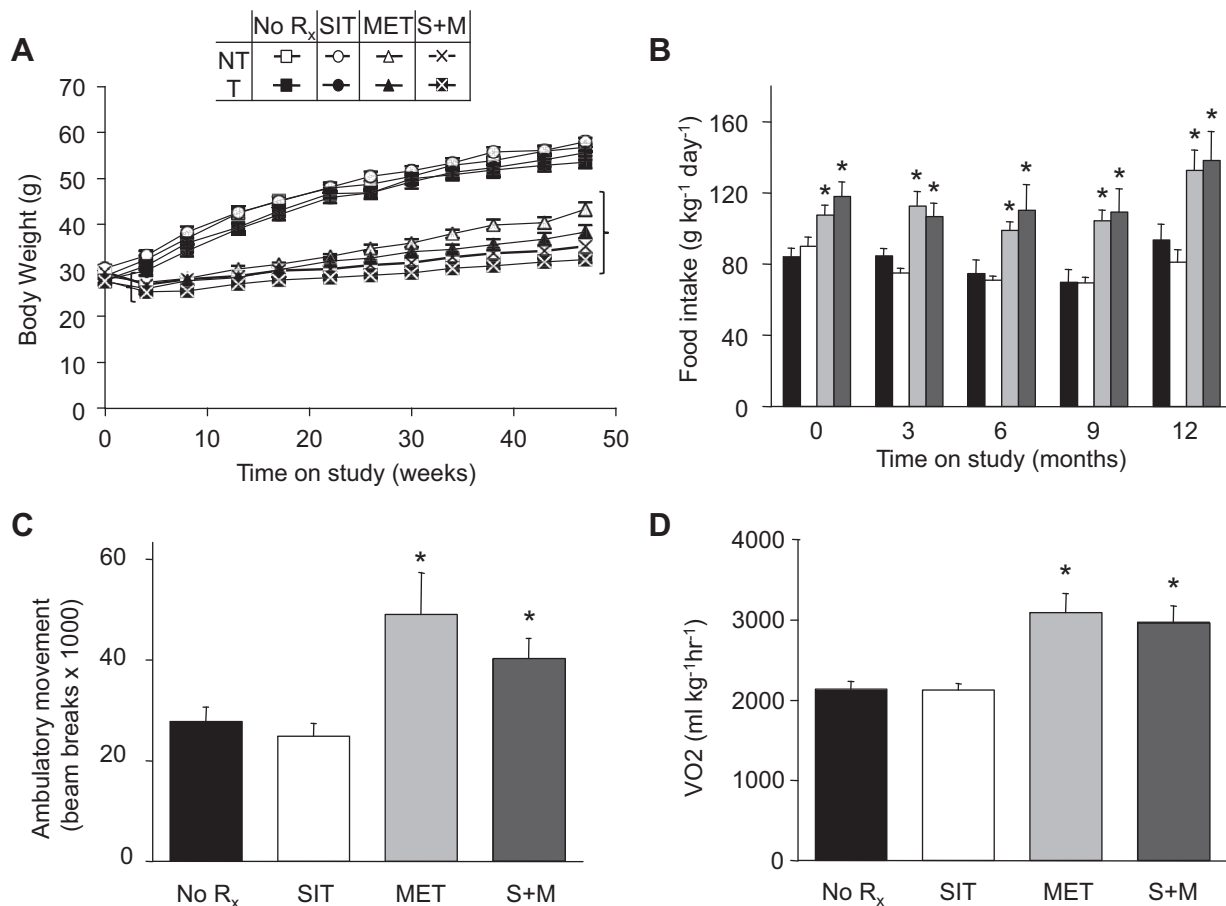 No Rx SIT MET S+M
NT
T
A
Body Weight (g)
70
60
50
40
30
20
10
0
0 10 20 30 40 50
Time on study (weeks)
B
Food intake (g kg-1 day-1)
160
120
80
40
0
* * * * * * * * * *
0 3 6 9 12
Time on study (months)
C
Ambulatory movement
(beam breaks x 1000)
60
40
20
0
* *
No Rx SIT MET S+M
D
VO2 (ml kg-1hr-1)
4000
3000
2000
1000
0
* *
No Rx SIT MET S+M